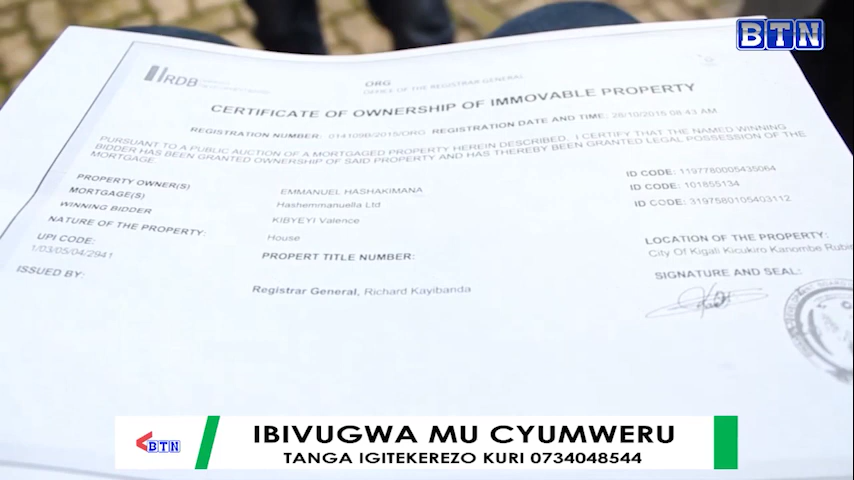 BTN
RDB
ORG
OFFICE OF THE REGISTRAR GENERAL
CERTIFICATE OF OWNERSHIP OF IMMOVABLE PROPERTY
REGISTRATION NUMBER: 014109B/2015/ORG REGISTRATION DATE AND TIME: 26/10/2015 08:43 AM
PURSUANT TO A PUBLIC AUCTION OF A MORTGAGED PROPERTY HEREIN DESCRIBED. I CERTIFY THAT THE NAMED WINNING
BIDDER HAS BEEN GRANTED OWNERSHIP OF SAID PROPERTY AND HAS THEREBY BEEN GRANTED LEGAL POSSESSION OF THE
MORTGAGE.
PROPERTY OWNER(S) EMMANUEL HASHAKIMANA ID CODE: 1197780005435064
MORTGAGE(S) Hashemmanuella Ltd ID CODE: 101855134
WINNING BIDDER KIBYEYI Valence ID CODE: 3197580105403112
NATURE OF THE PROPERTY: House LOCATION OF THE PROPERTY:
UPI CODE: PROPERT TITLE NUMBER: City Of Kigali Kicukiro Kanombe Rubir
1/03/05/04/2941
ISSUED BY: Registrar General, Richard Kayibanda SIGNATURE AND SEAL:
BTN
IBIVUGWA MU CYUMWERU
TANGA IGITEKEREZO KURI 0734048544